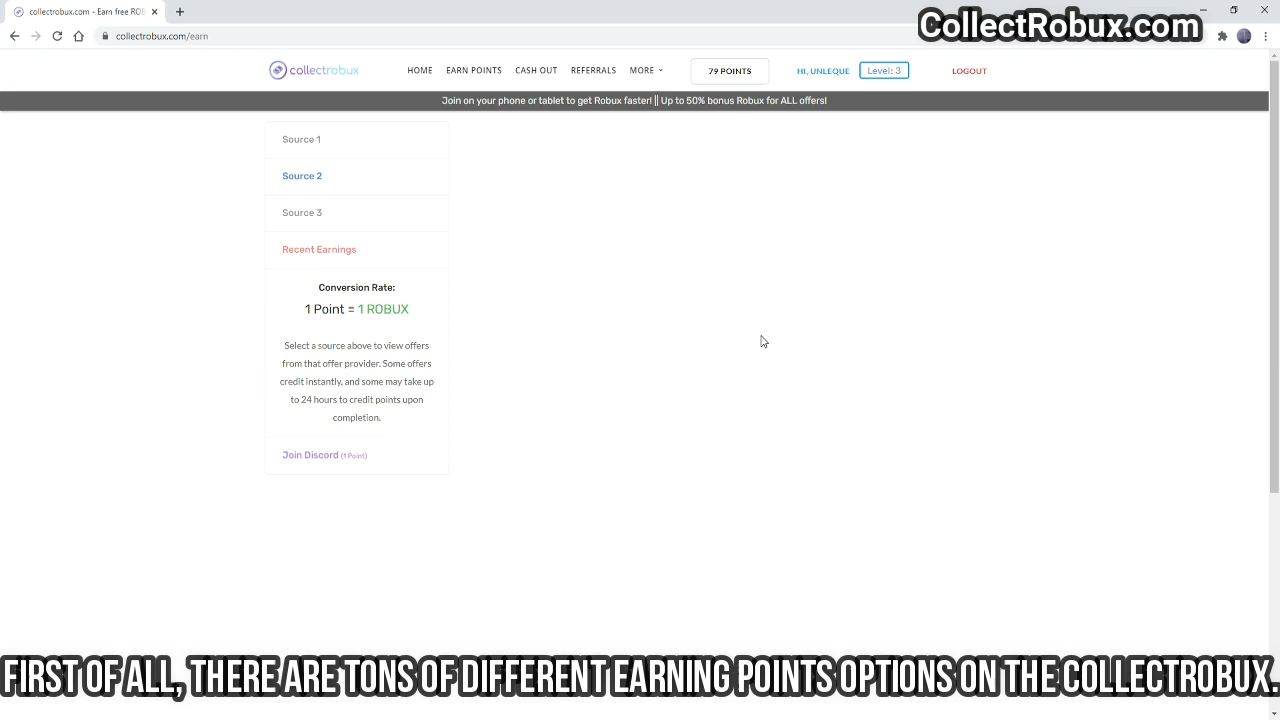 collectrobux.com - Earn free ROB
CollectRobux.com
collectrobux.com/earn
collectrobux
HOME
EARN POINTS
CASH OUT
REFERRALS
MORE
79 POINTS
HI, UNLEQUE
Level: 3
LOGOUT
Join on your phone or tablet to get Robux faster! || Up to 50% bonus Robux for ALL offers!
Source 1
Source 2
Source 3
Recent Earnings
Conversion Rate:
1 Point = 1 ROBUX
Select a source above to view offers
from that offer provider. Some offers
credit instantly, and some may take up
to 24 hours to credit points upon
completion.
Join Discord (1 Point)
FIRST OF ALL, THERE ARE TONS OF DIFFERENT EARNING POINTS OPTIONS ON THE COLLECTROBUX.